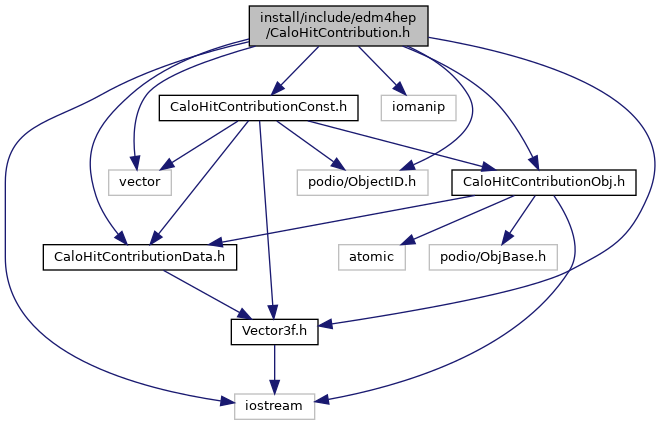 install/include/edm4hep
/CaloHitContribution.h
CaloHitContributionConst.h
iomanip
vector
podio/ObjectID.h
CaloHitContributionObj.h
CaloHitContributionData.h
atomic
podio/ObjBase.h
Vector3f.h
iostream